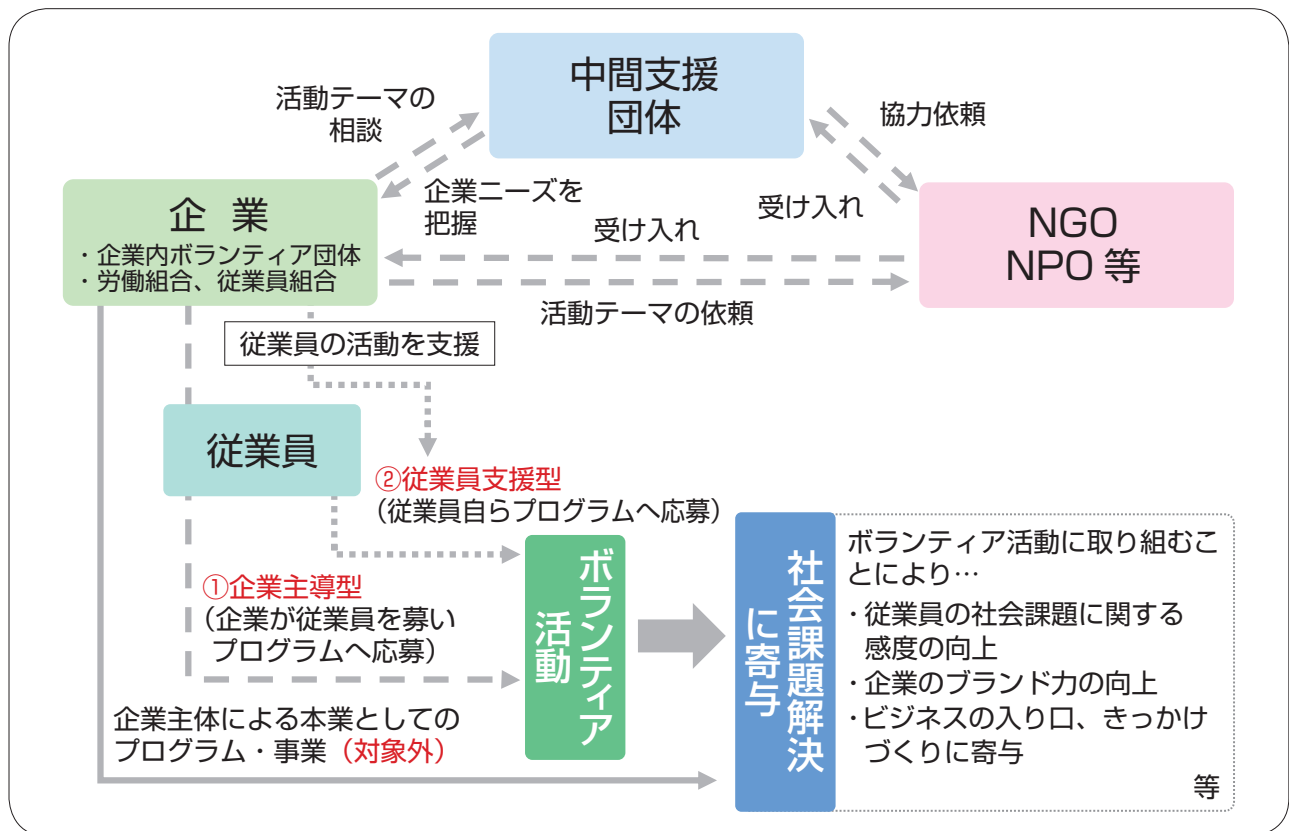 中間支援
団体
活動テーマの
相談
協力依頼
企業ニーズを
把握
受け入れ
企 業
・企業内ボランティア団体
・労働組合、従業員組合
受け入れ
NGO
NPO 等
活動テーマの依頼
従業員の活動を支援
従業員
②従業員支援型
（従業員自らプログラムへ応募）
①企業主導型
（企業が従業員を募い
プログラムへ応募）
ボランティア
活動
社会課題解決
に寄与
ボランティア活動に取り組むこ
とにより…
・従業員の社会課題に関する
感度の向上
・企業のブランド力の向上
・ビジネスの入り口、きっかけ
づくりに寄与
等
企業主体による本業としての
プログラム・事業（対象外）